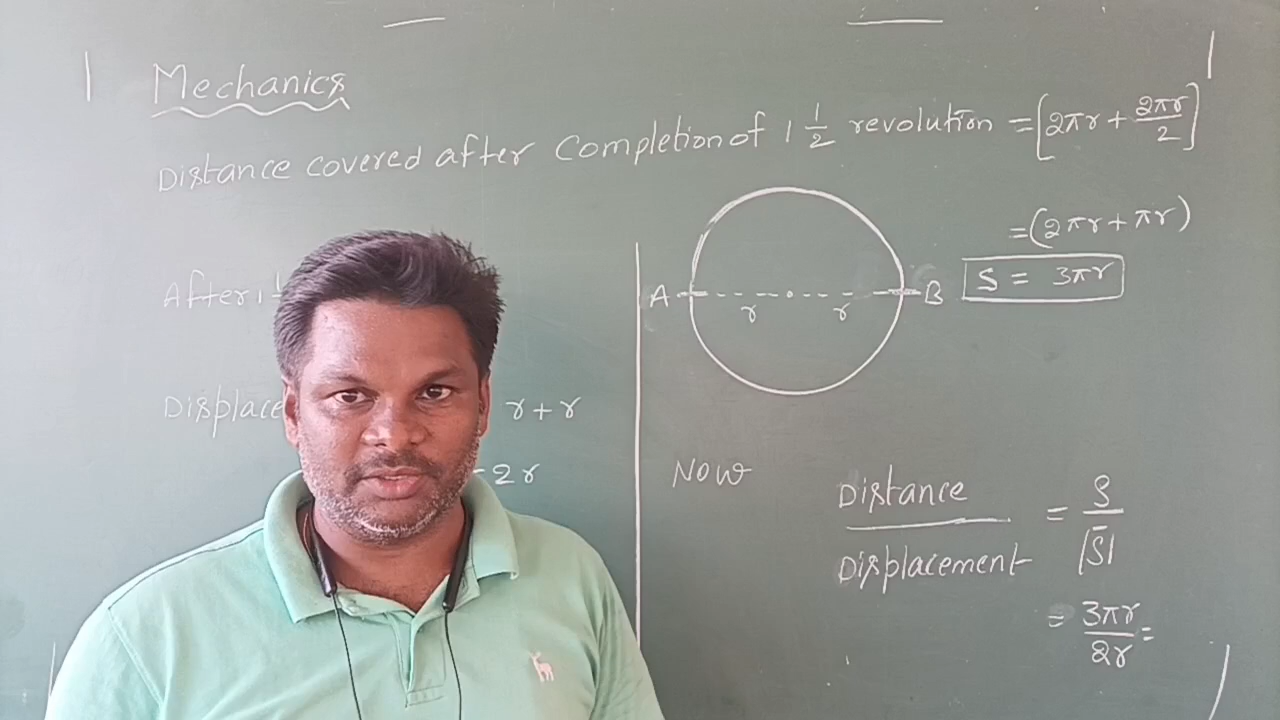 Mechanics
Distance covered after Completion of 1 1/2 revolution = [2πr + 2πr/2]
= (2πr + πr)
S = 3πr
After 1
A r r B
r + r
= 2r
Now
Distance / Displacement = S / |S̄|
= 3πr / 2r =